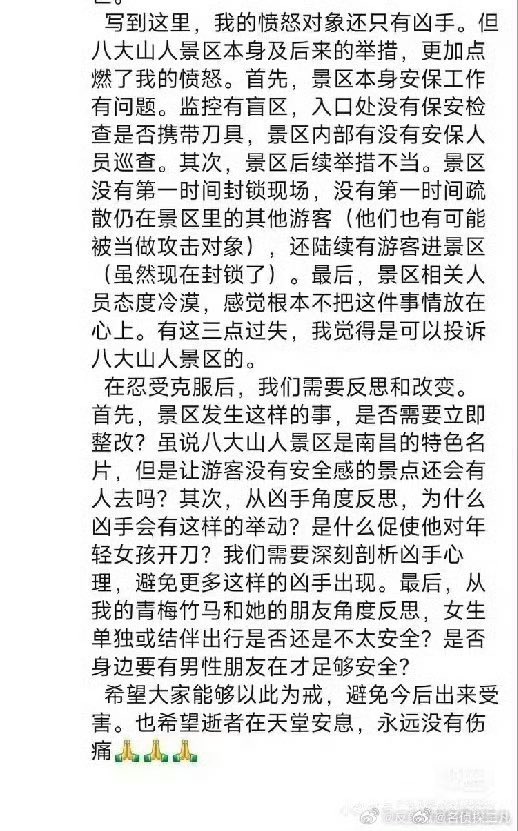 写到这里，我的愤怒对象还只有凶手。但
八大山人景区本身及后来的举措，更加点
燃了我的愤怒。首先，景区本身安保工作
有问题。监控有盲区，入口处没有保安检
查是否携带刀具，景区内部有没有安保人
员巡查。其次，景区后续举措不当。景区
没有第一时间封锁现场，没有第一时间疏
散仍在景区里的其他游客（他们也有可能
被当做攻击对象），还陆续有游客进景区
（虽然现在封锁了）。最后，景区相关人
员态度冷漠，感觉根本不把这件事情放在
心上。有这三点过失，我觉得是可以投诉
八大山人景区的。
在忍受克服后，我们需要反思和改变。
首先，景区发生这样的事，是否需要立即
整改？虽说八大山人景区是南昌的特色名
片，但是让游客没有安全感的景点还会有
人去吗？其次，从凶手角度反思，为什么
凶手会有这样的举动？是什么促使他对年
轻女孩开刀？我们需要深刻剖析凶手心
理，避免更多这样的凶手出现。最后，从
我的青梅竹马和她的朋友角度反思，女生
单独或结伴出行是否还是不太安全？是否
身边要有男性朋友在才足够安全？
希望大家能够以此为戒，避免今后出来受
害。也希望逝者在天堂安息，永远没有伤
痛🙏🙏🙏
@名侦探三凡